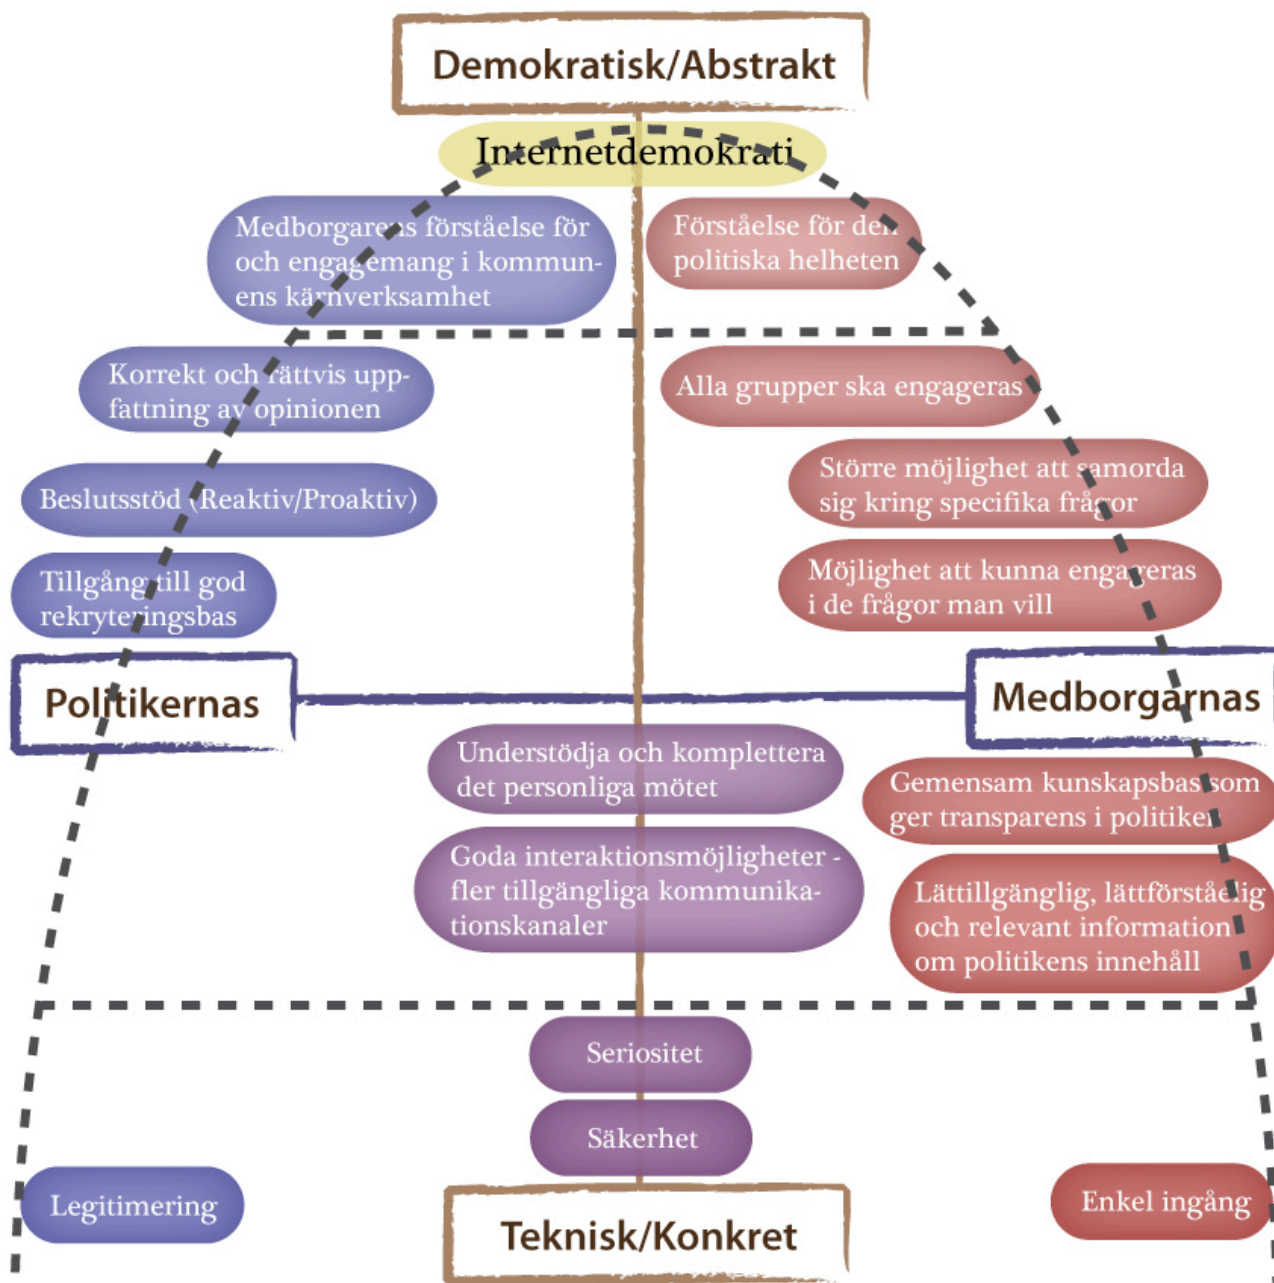 Demokratisk/Abstrakt
Internetdemokrati
Medborgarens förståelse för
och engagemang i kommun-
ens kärnverksamhet
Förståelse för den
politiska helheten
Korrekt och rättvis upp-
fattning av opinionen
Alla grupper ska engageras
Större möjlighet att samorda
sig kring specifika frågor
Beslutsstöd (Reaktiv/Proaktiv)
Tillgång till god
rekryteringsbas
Möjlighet att kunna engageras
i de frågor man vill
Politikernas
Medborgarnas
Understödja och komplettera
det personliga mötet
Gemensam kunskapsbas som
ger transparens i politiken
Goda interaktionsmöjligheter -
fler tillgängliga kommunika-
tionskanaler
Lättillgänglig, lättförståelig
och relevant information
om politikens innehåll
Seriositet
Säkerhet
Legitimering
Enkel ingång
Teknisk/Konkret